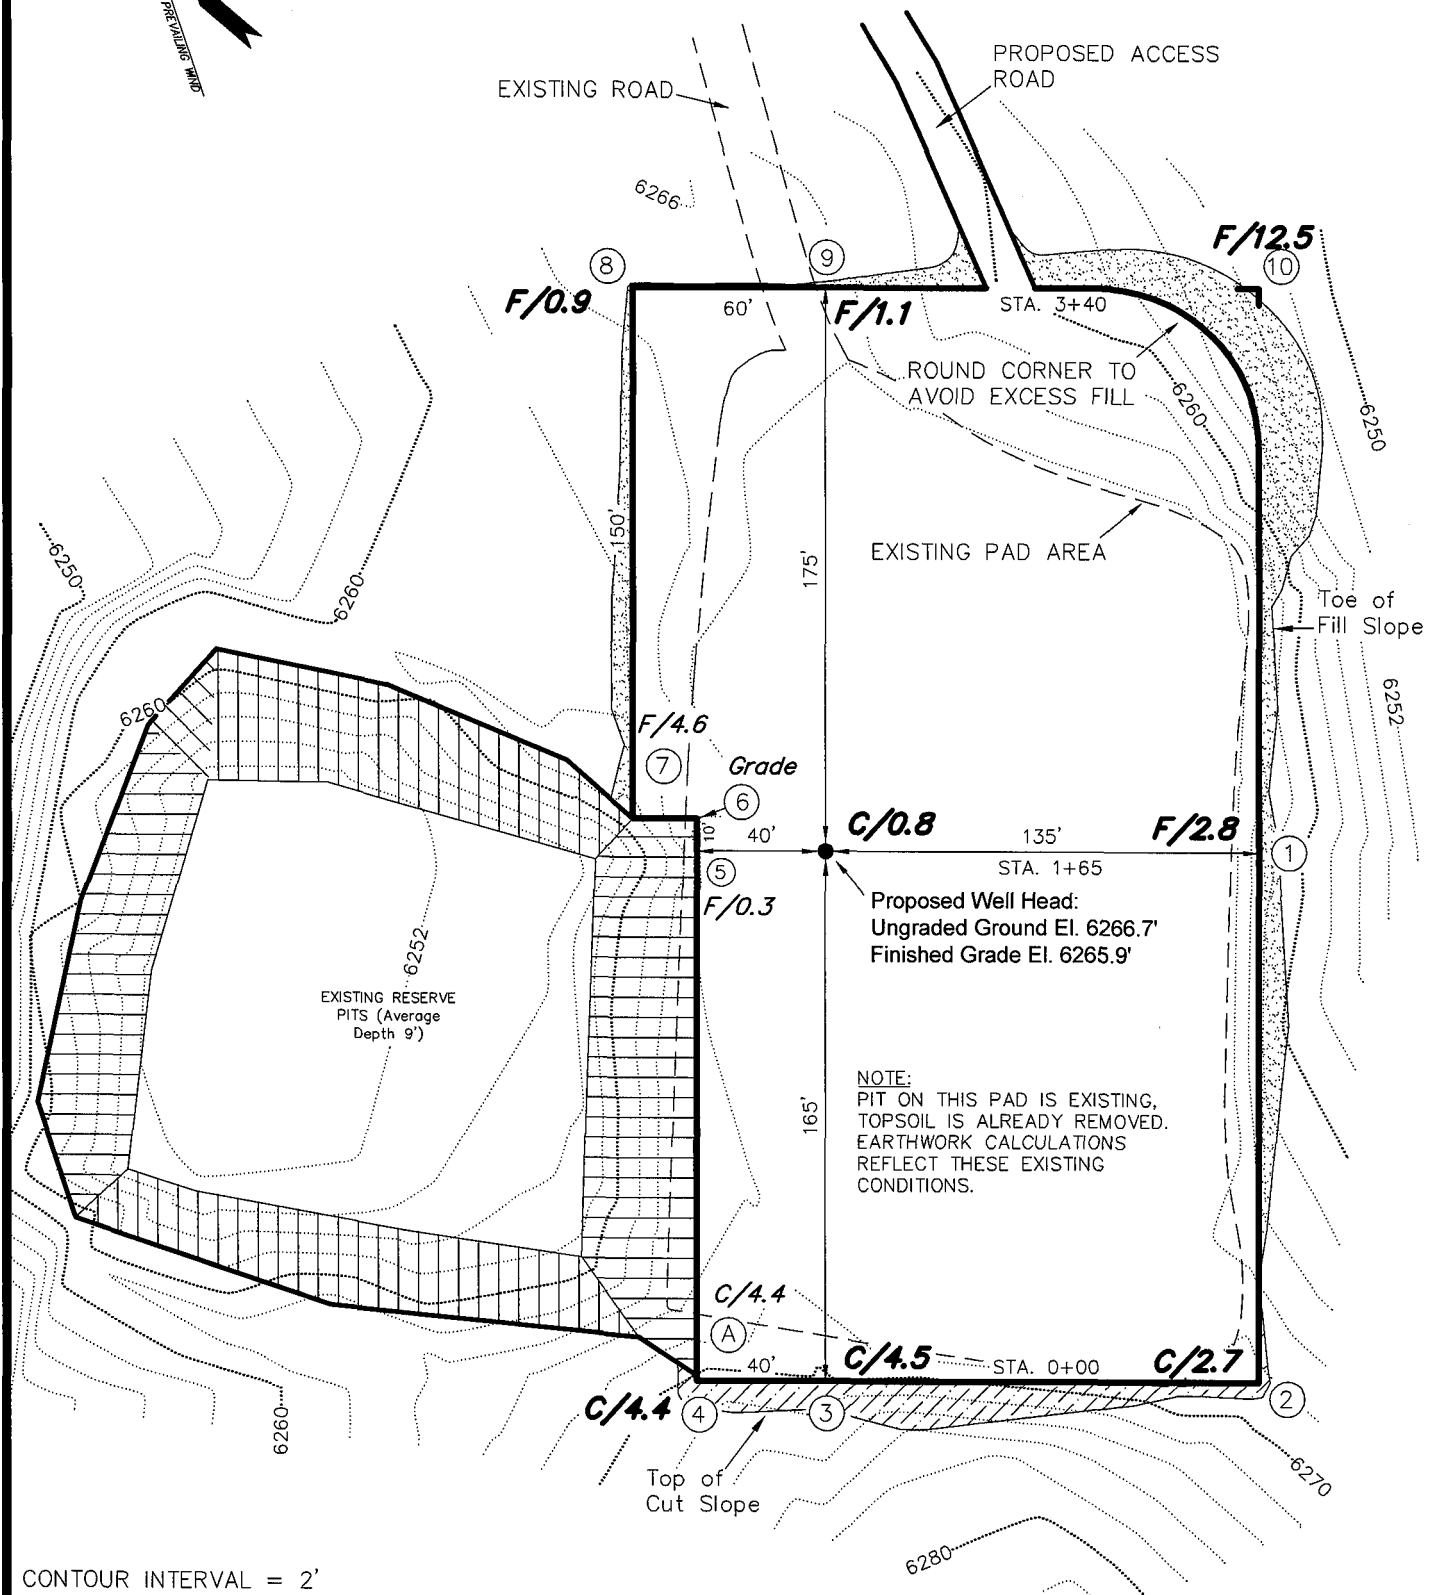 PREVAILING WIND
EXISTING ROAD
PROPOSED ACCESS
ROAD
6266
F/12.5
10
8
9
F/0.9
60'
F/1.1
STA. 3+40
ROUND CORNER TO
AVOID EXCESS FILL
6260
6250
150'
175'
EXISTING PAD AREA
6250
6260
Toe of
Fill Slope
6252
6260
F/4.6
7
Grade
6
10'
40'
C/0.8
135'
F/2.8
1
STA. 1+65
5
F/0.3
Proposed Well Head:
Ungraded Ground El. 6266.7'
Finished Grade El. 6265.9'
6252
EXISTING RESERVE
PITS (Average
Depth 9')
165'
NOTE:
PIT ON THIS PAD IS EXISTING,
TOPSOIL IS ALREADY REMOVED.
EARTHWORK CALCULATIONS
REFLECT THESE EXISTING
CONDITIONS.
C/4.4
A
40'
C/4.5
STA. 0+00
C/2.7
C/4.4
4
3
2
6260
Top of
Cut Slope
6270
6280
CONTOUR INTERVAL = 2'